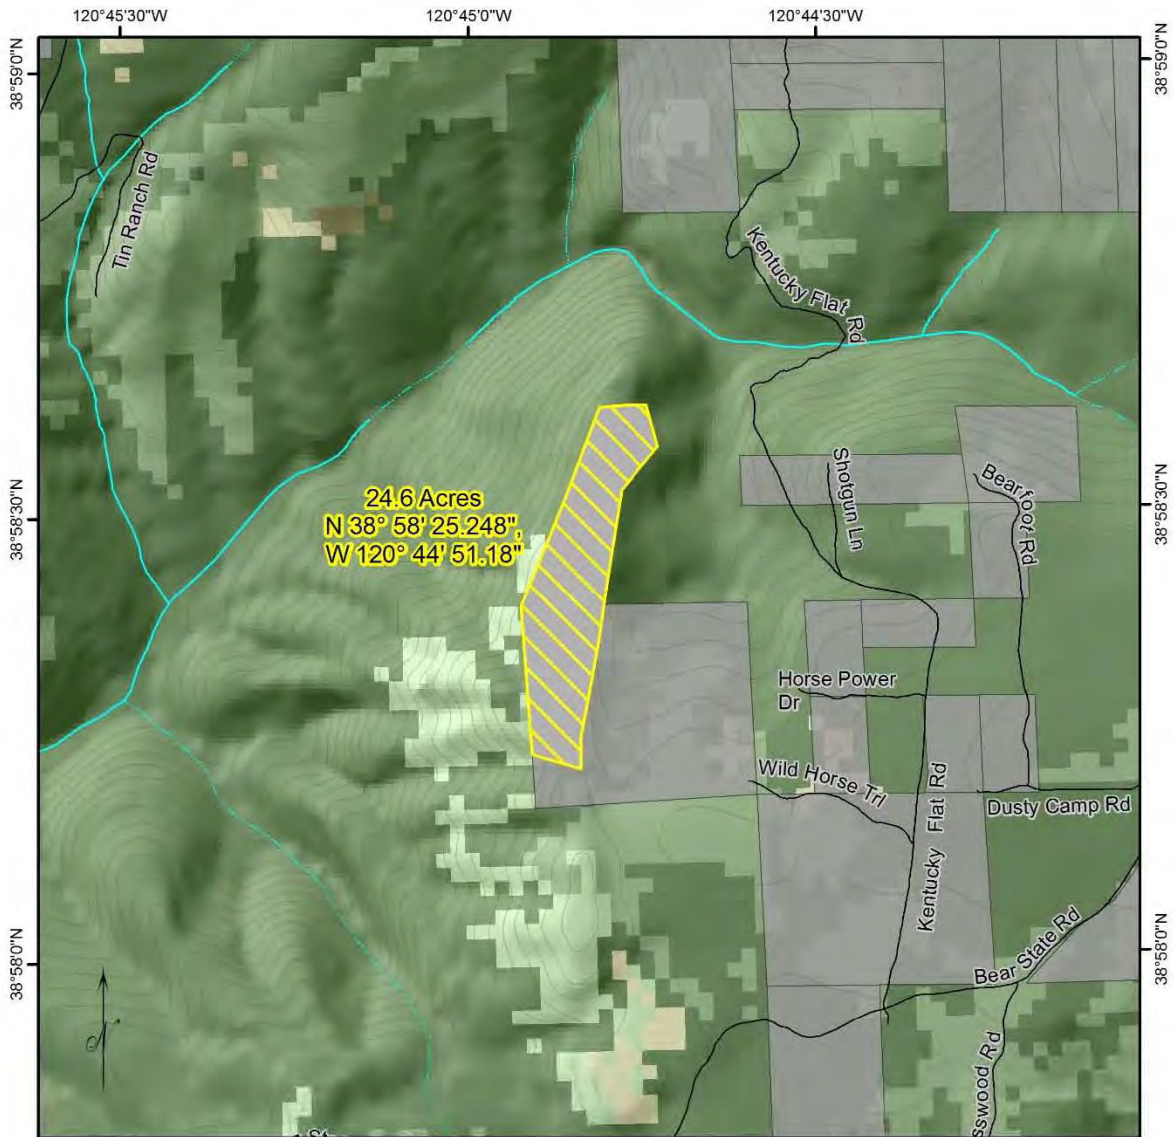 120°45'30"W
120°45'0"W
120°44'30"W
38°59'0"N
38°59'0"N
Tin Ranch Rd
Kentucky Flat Rd
24.6 Acres
N 38° 58' 25.248",
W 120° 44' 51.18"
38°58'30"N
38°58'30"N
Shotgun Ln
Bearfoot Rd
Horse Power
Dr
Wild Horse Trl
Kentucky Flat Rd
Dusty Camp Rd
Bear State Rd
38°58'0"N
38°58'0"N
sswood Rd
St